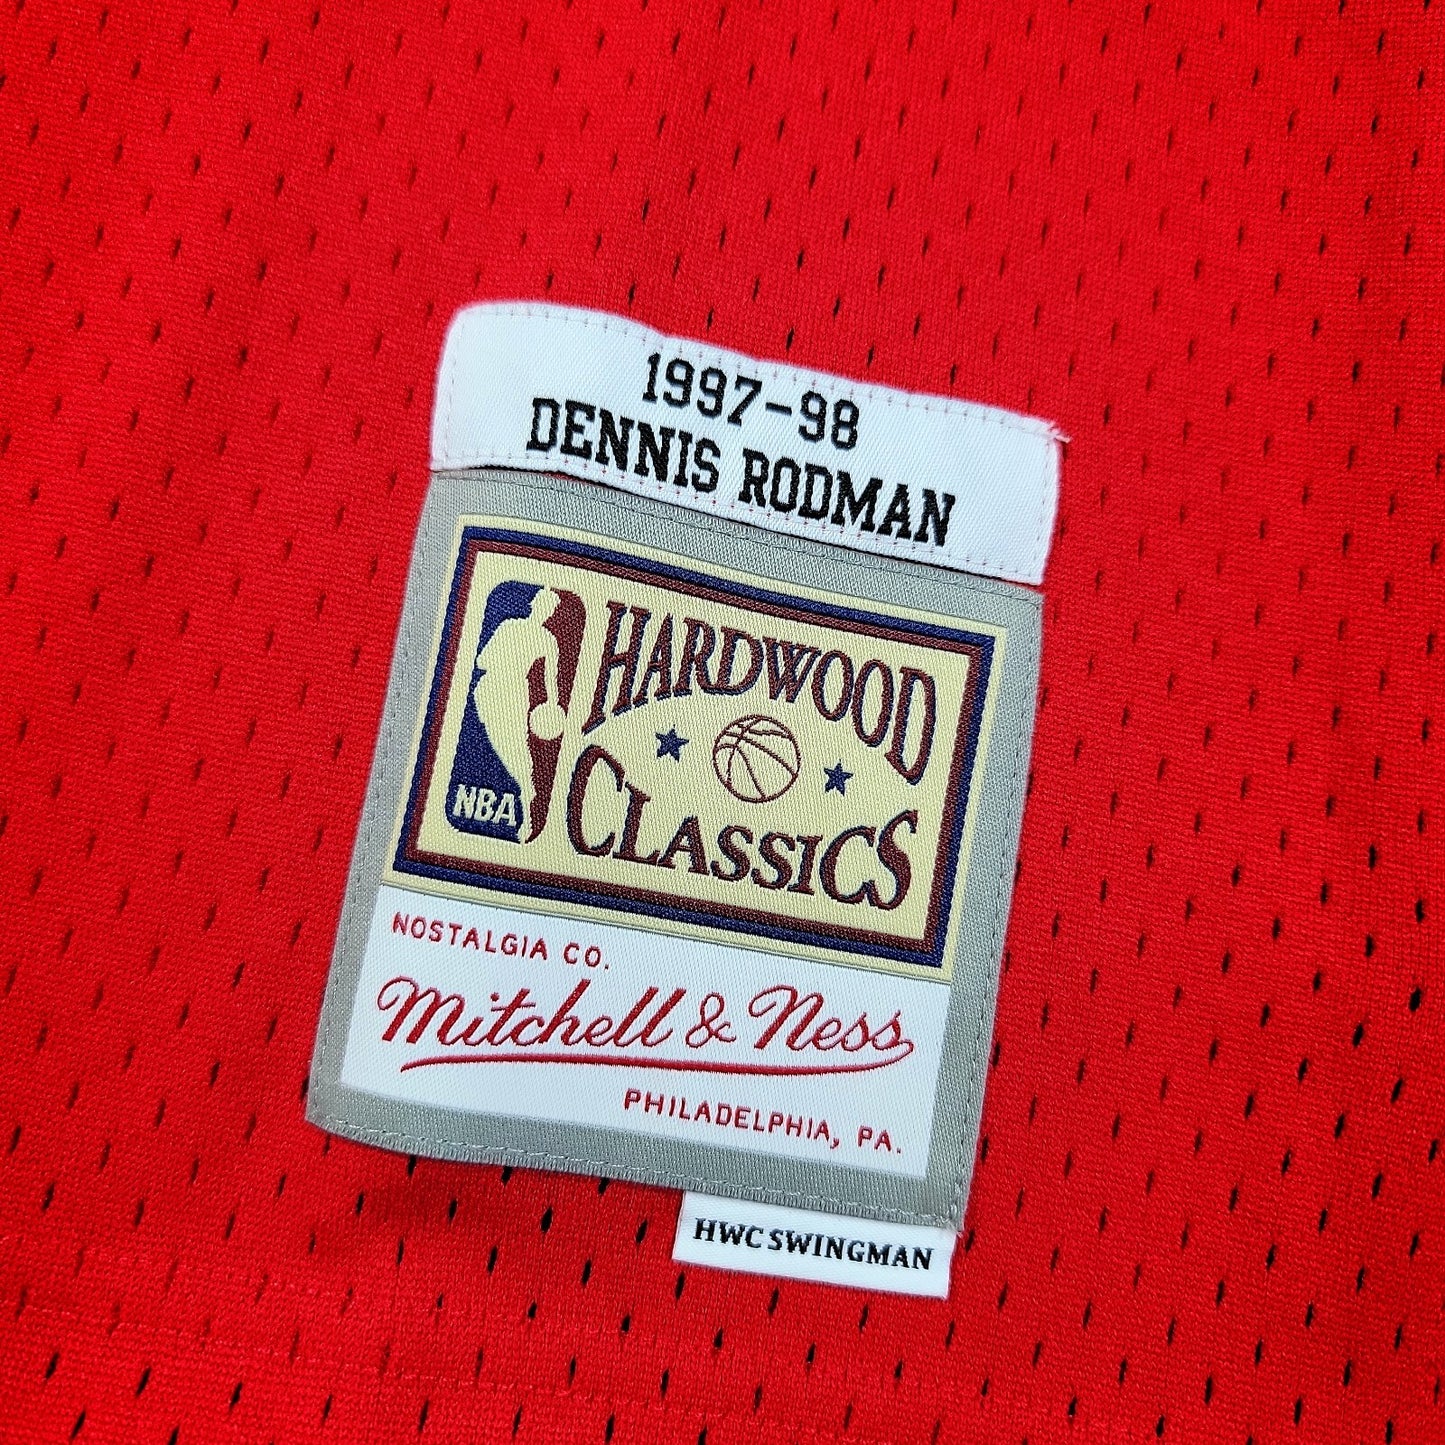 1997-98
DENNIS RODMAN
HARDWOOD
CLASSICS
NBA
NOSTALGIA CO.
Mitchell & Ness
PHILADELPHIA, PA.
HWC SWINGMAN